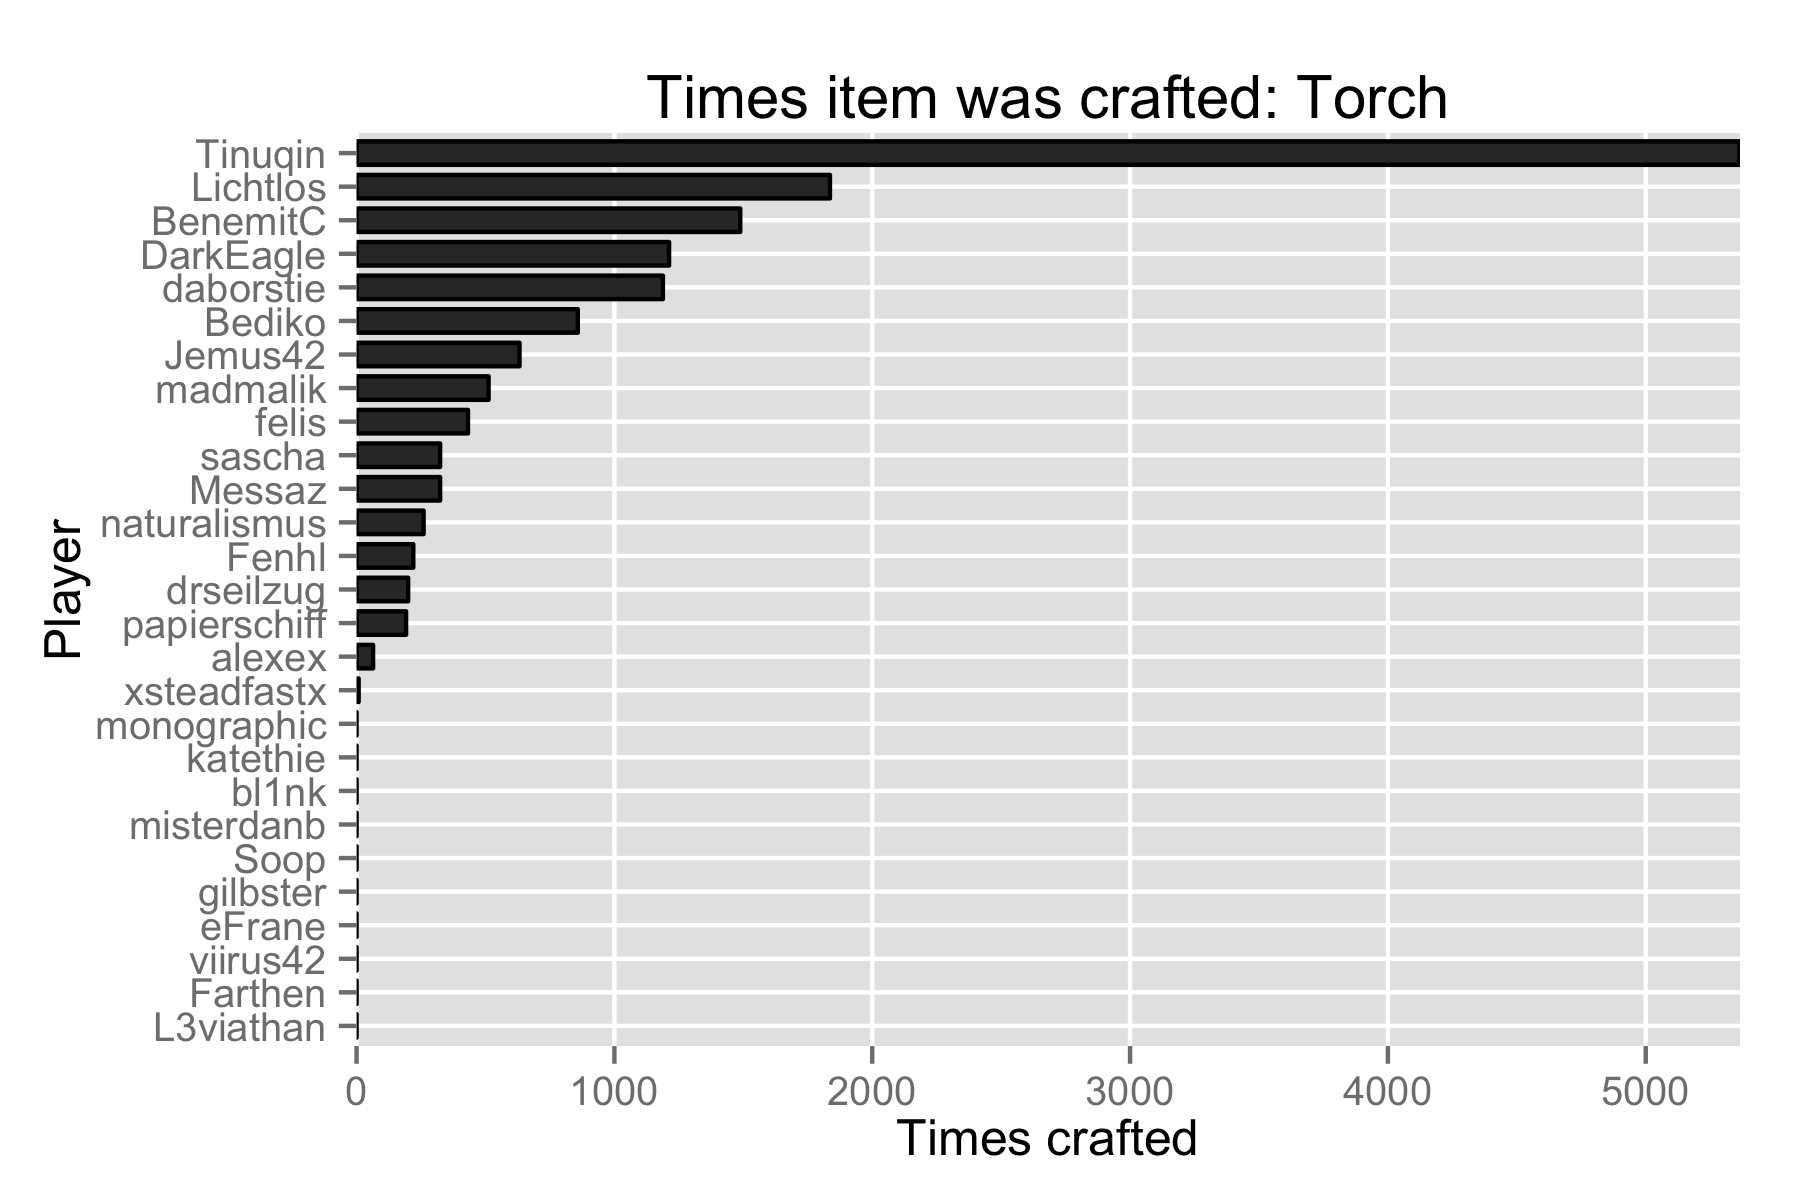 Times item was crafted: Torch
Tinuqin
Lichtlos
BenemitC
DarkEagle
daborstie
Bediko
Jemus42
madmalik
felis
sascha
Messaz
naturalismus
Fenhl
drseilzug
papierschiff
alexex
xsteadfastx
monographic
katethie
bl1nk
misterdanb
Soop
gilbster
eFrane
viirus42
Farthen
L3viathan
Player
0 1000 2000 3000 4000 5000
Times crafted